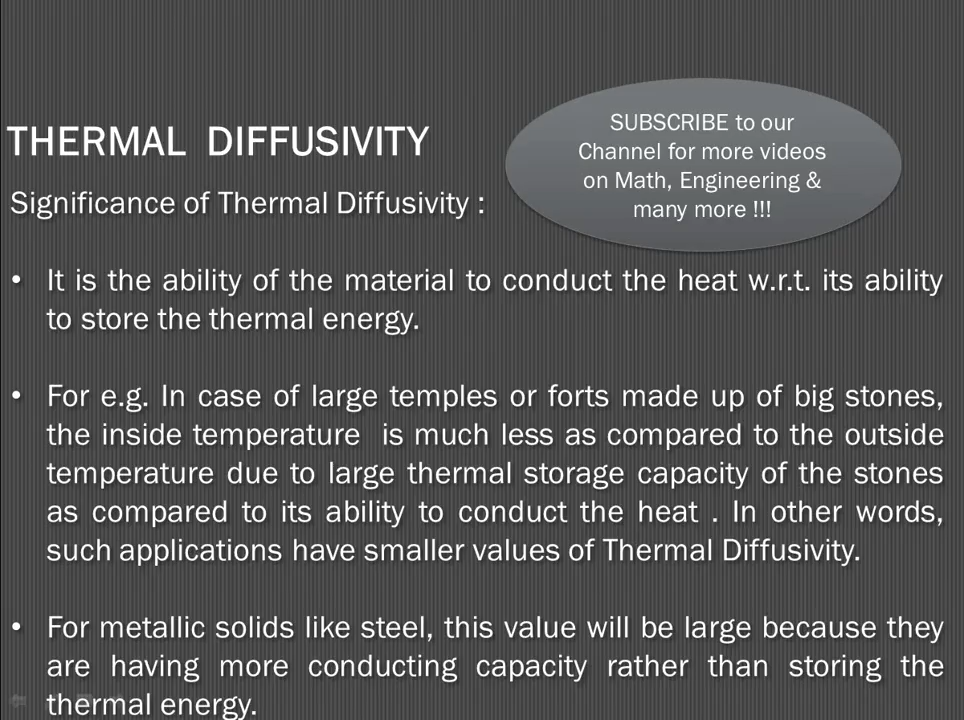 SUBSCRIBE to our
Channel for more videos
on Math, Engineering &
many more !!!
THERMAL DIFFUSIVITY
Significance of Thermal Diffusivity :
• It is the ability of the material to conduct the heat w.r.t. its ability
to store the thermal energy.
• For e.g. In case of large temples or forts made up of big stones,
the inside temperature is much less as compared to the outside
temperature due to large thermal storage capacity of the stones
as compared to its ability to conduct the heat . In other words,
such applications have smaller values of Thermal Diffusivity.
• For metallic solids like steel, this value will be large because they
are having more conducting capacity rather than storing the
thermal energy.